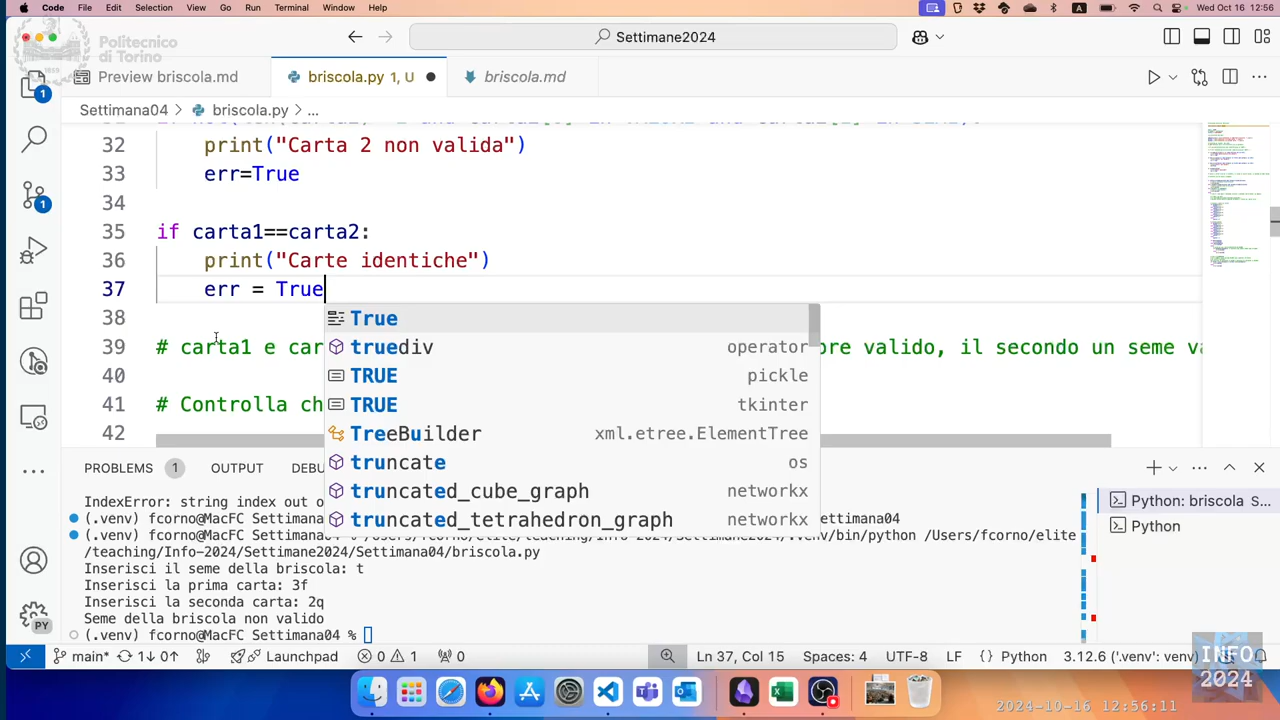 Code File Edit Selection View Go Run Terminal Window Help
Wed Oct 16 12:56
Politecnico
di Torino
Settimane2024
Preview briscola.md
briscola.py 1, U
briscola.md
Settimana04 > briscola.py > ...
32 print("Carta 2 non valida")
33 err=True
34
35 if carta1==carta2:
36 print("Carte identiche")
37 err = True
38
39 # carta1 e car
ore valido, il secondo un seme va
40
41 # Controlla ch
42
True
truediv operator
TRUE pickle
TRUE tkinter
TreeBuilder xml.etree.ElementTree
truncate os
truncated_cube_graph networkx
truncated_tetrahedron_graph networkx
PROBLEMS 1 OUTPUT DEBU
IndexError: string index out o
(.venv) fcorno@MacFC Settiman
ettimana04
/teaching/Info-2024/Settimane2024/Settimana04/briscola.py
Inserisci il seme della briscola: t
Inserisci la prima carta: 3f
Inserisci la seconda carta: 2q
Seme della briscola non valido
(.venv) fcorno@MacFC Settimana04 %
Python: briscola S...
Python
main* 1↓ 0↑ Launchpad 0 1 0 Ln 37, Col 15 Spaces: 4 UTF-8 LF {} Python 3.12.6 ('.venv': venv)
INFO
2024
2024-10-16 12:56:11